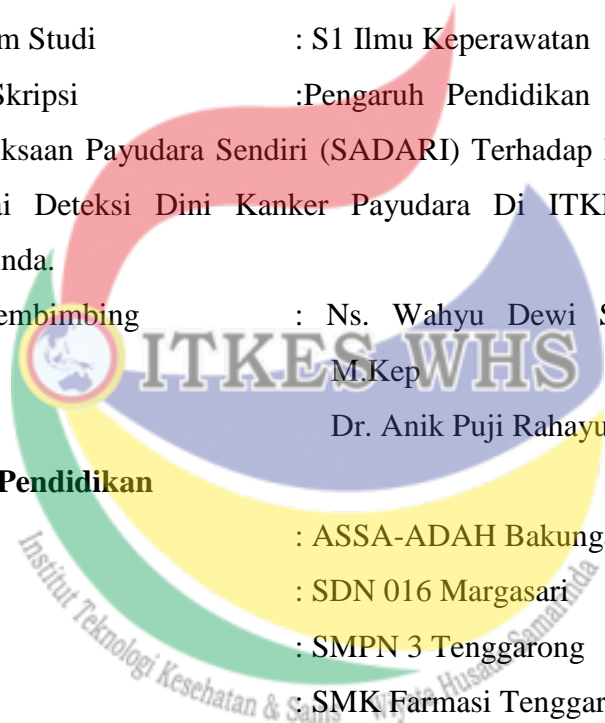 m Studi : S1 Ilmu Keperawatan
Skripsi :Pengaruh Pendidikan
ksaan Payudara Sendiri (SADARI) Terhadap
ai Deteksi Dini Kanker Payudara Di ITK
nda.
embimbing : Ns. Wahyu Dewi S
ITKES WHS
M.Kep
Dr. Anik Puji Rahayu
Pendidikan
: ASSA-ADAH Bakung
: SDN 016 Margasari
: SMPN 3 Tenggarong
: SMK Farmasi Tenggar
Institut Teknologi Kesehatan & Sains Wiyata Husada Samarinda